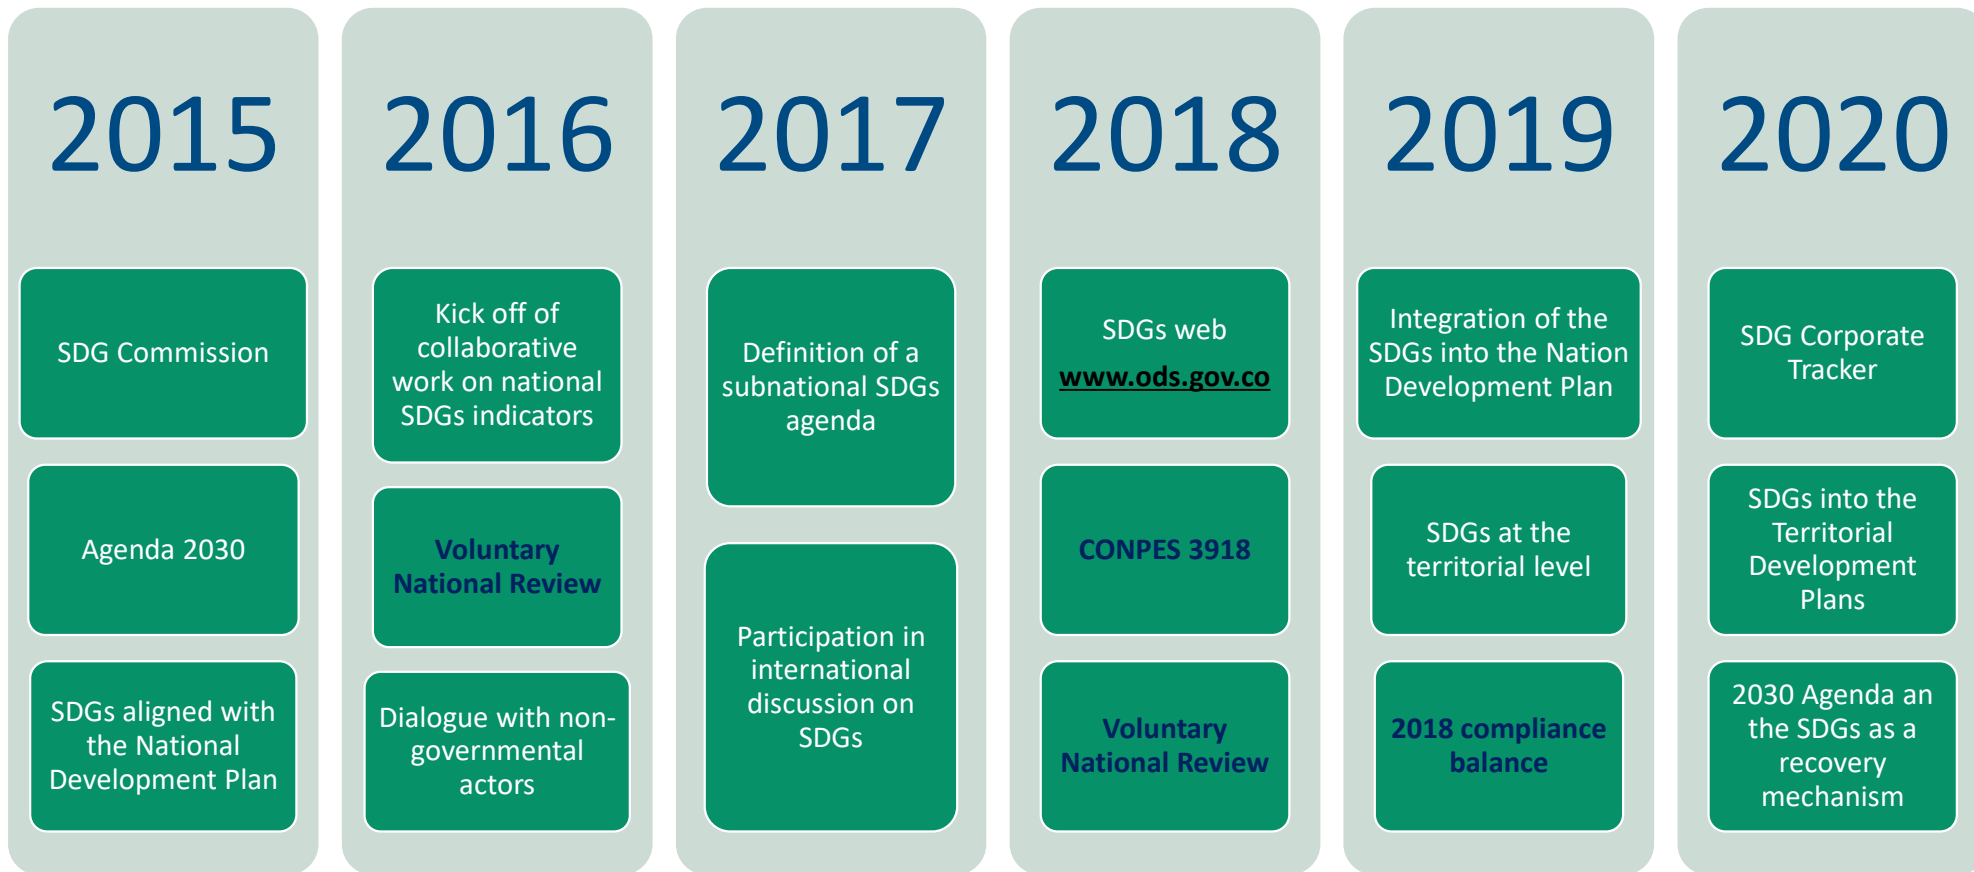 2015
SDG Commission
Agenda 2030
SDGs aligned with
the National
Development Plan
2016
Kick off of
collaborative
work on national
SDGs indicators
Voluntary
National Review
Dialogue with non-
governmental
actors
2017
Definition of a
subnational SDGs
agenda
Participation in
international
discussion on
SDGs
2018
SDGs web
www.ods.gov.co
CONPES 3918
Voluntary
National Review
2019
Integration of the
SDGs into the Nation
Development Plan
SDGs at the
territorial level
2018 compliance
balance
2020
SDG Corporate
Tracker
SDGs into the
Territorial
Development
Plans
2030 Agenda an
the SDGs as a
recovery
mechanism